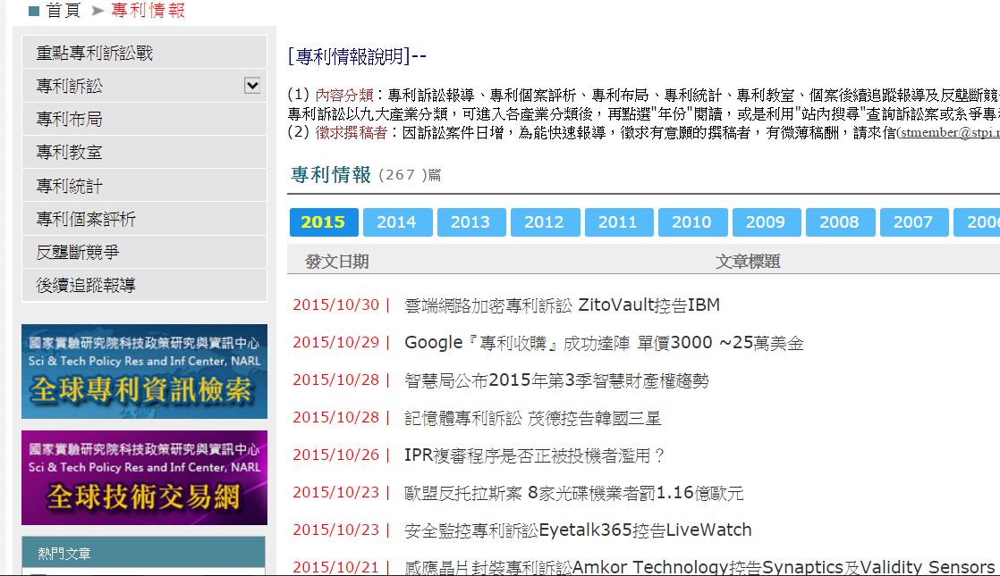 首頁 ➤ 專利情報
重點專利訴訟戰
專利訴訟
專利布局
專利教室
專利統計
專利個案評析
反壟斷競爭
後續追蹤報導
國家實驗研究院科技政策研究與資訊中心
Sci & Tech Policy Res and Inf Center, NARL
全球專利資訊檢索
國家實驗研究院科技政策研究與資訊中心
Sci & Tech Policy Res and Inf Center, NARL
全球技術交易網
熱門文章
[專利情報說明]--
(1) 內容分類：專利訴訟報導、專利個案評析、專利布局、專利統計、專利教室、個案後續追蹤報導及反壟斷競
專利訴訟以九大產業分類，可進入各產業分類後，再點選"年份"閱讀，或是利用"站內搜尋"查詢訴訟案或系爭專
(2) 徵求撰稿者：因訴訟案件日增，為能快速報導，徵求有意願的撰稿者，有微薄稿酬，請來信(stmember@stpi.
專利情報 (267 )篇
2015 2014 2013 2012 2011 2010 2009 2008 2007 200
發文日期 文章標題
2015/10/30 | 雲端網路加密專利訴訟 ZitoVault控告IBM
2015/10/29 | Google『專利收購』成功達陣 單價3000 ~25萬美金
2015/10/28 | 智慧局公布2015年第3季智慧財產權趨勢
2015/10/28 | 記憶體專利訴訟 茂德控告韓國三星
2015/10/26 | IPR複審程序是否正被投機者濫用？
2015/10/23 | 歐盟反托拉斯案 8家光碟機業者罰1.16億歐元
2015/10/23 | 安全監控專利訴訟Eyetalk365控告LiveWatch
2015/10/21 | 感應晶片封裝專利訴訟Amkor Technology控告Synaptics及Validity Sensors